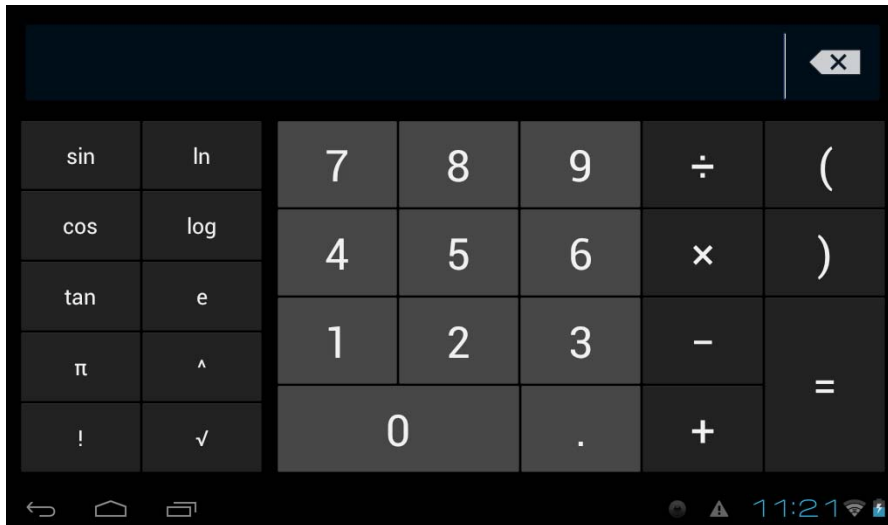 sin ln 7 8 9 ÷ (
cos log 4 5 6 × )
tan e 1 2 3 −
π ^ =
! √ 0 . +
11:21